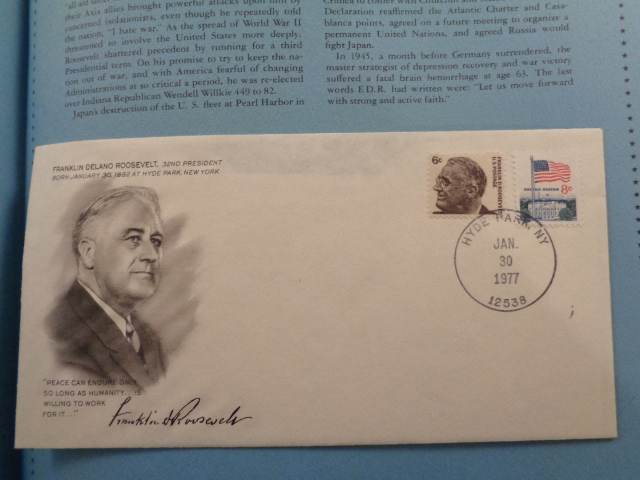 "all-aid
their Axis allies brought powerful attacks upon him by
concerned isolationists, even though he repeatedly told
the nation, "I hate war." As the spread of World War II
threatened to involve the United States more deeply,
Roosevelt shattered precedent by running for a third
Presidential term. On his promise to try to keep the na-
tion out of war, and with America fearful of changing
Administrations at so critical a period, he was re-elected
over Indiana Republican Wendell Willkie 449 to 82.
Japan's destruction of the U. S. fleet at Pearl Harbor in
Declaration reaffirmed the Atlantic Charter and Casa-
blanca points, agreed on a future meeting to organize a
permanent United Nations, and agreed Russia would
fight Japan.
In 1945, a month before Germany surrendered, the
master strategist of depression recovery and war victory
suffered a fatal brain hemorrhage at age 63. The last
words F.D.R. had written were: "Let us move forward
with strong and active faith."
FRANKLIN DELANO ROOSEVELT, 32ND PRESIDENT
BORN JANUARY 30, 1882 AT HYDE PARK, NEW YORK
6c
FRANKLIN D. ROOSEVELT
U.S. POSTAGE
UNITED STATES
8c
HYDE PARK, NY
JAN.
30
1977
12538
"PEACE CAN ENDURE ONLY
SO LONG AS HUMANITY... IS
WILLING TO WORK
FOR IT..."
Franklin D Roosevelt